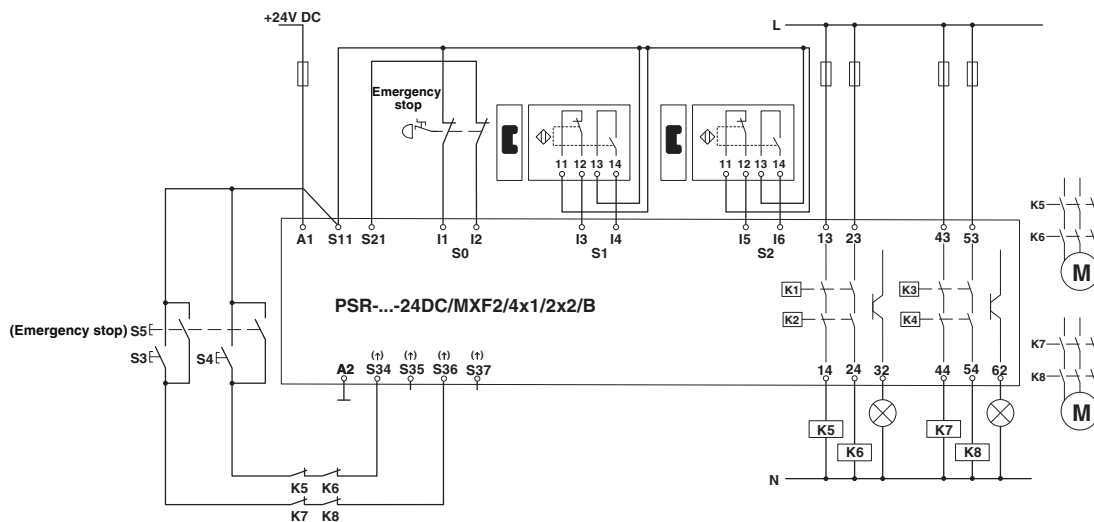 +24V DC
L
Emergency
stop
11 12 13 14
11 12 13 14
K5
K6
M
A1 S11 S21 I1 I2 I3 I4 I5 I6 13 23 43 53
S0 S1 S2
K1 K3
K2 K4
PSR-...-24DC/MXF2/4x1/2x2/B
(Emergency stop) S5
S3 S4
K7
K8
M
(↑) (↑) (↑) (↑)
A2 S34 S35 S36 S37 14 24 32 44 54 62
K5 K7
K6 K8
K5 K6
K7 K8
N